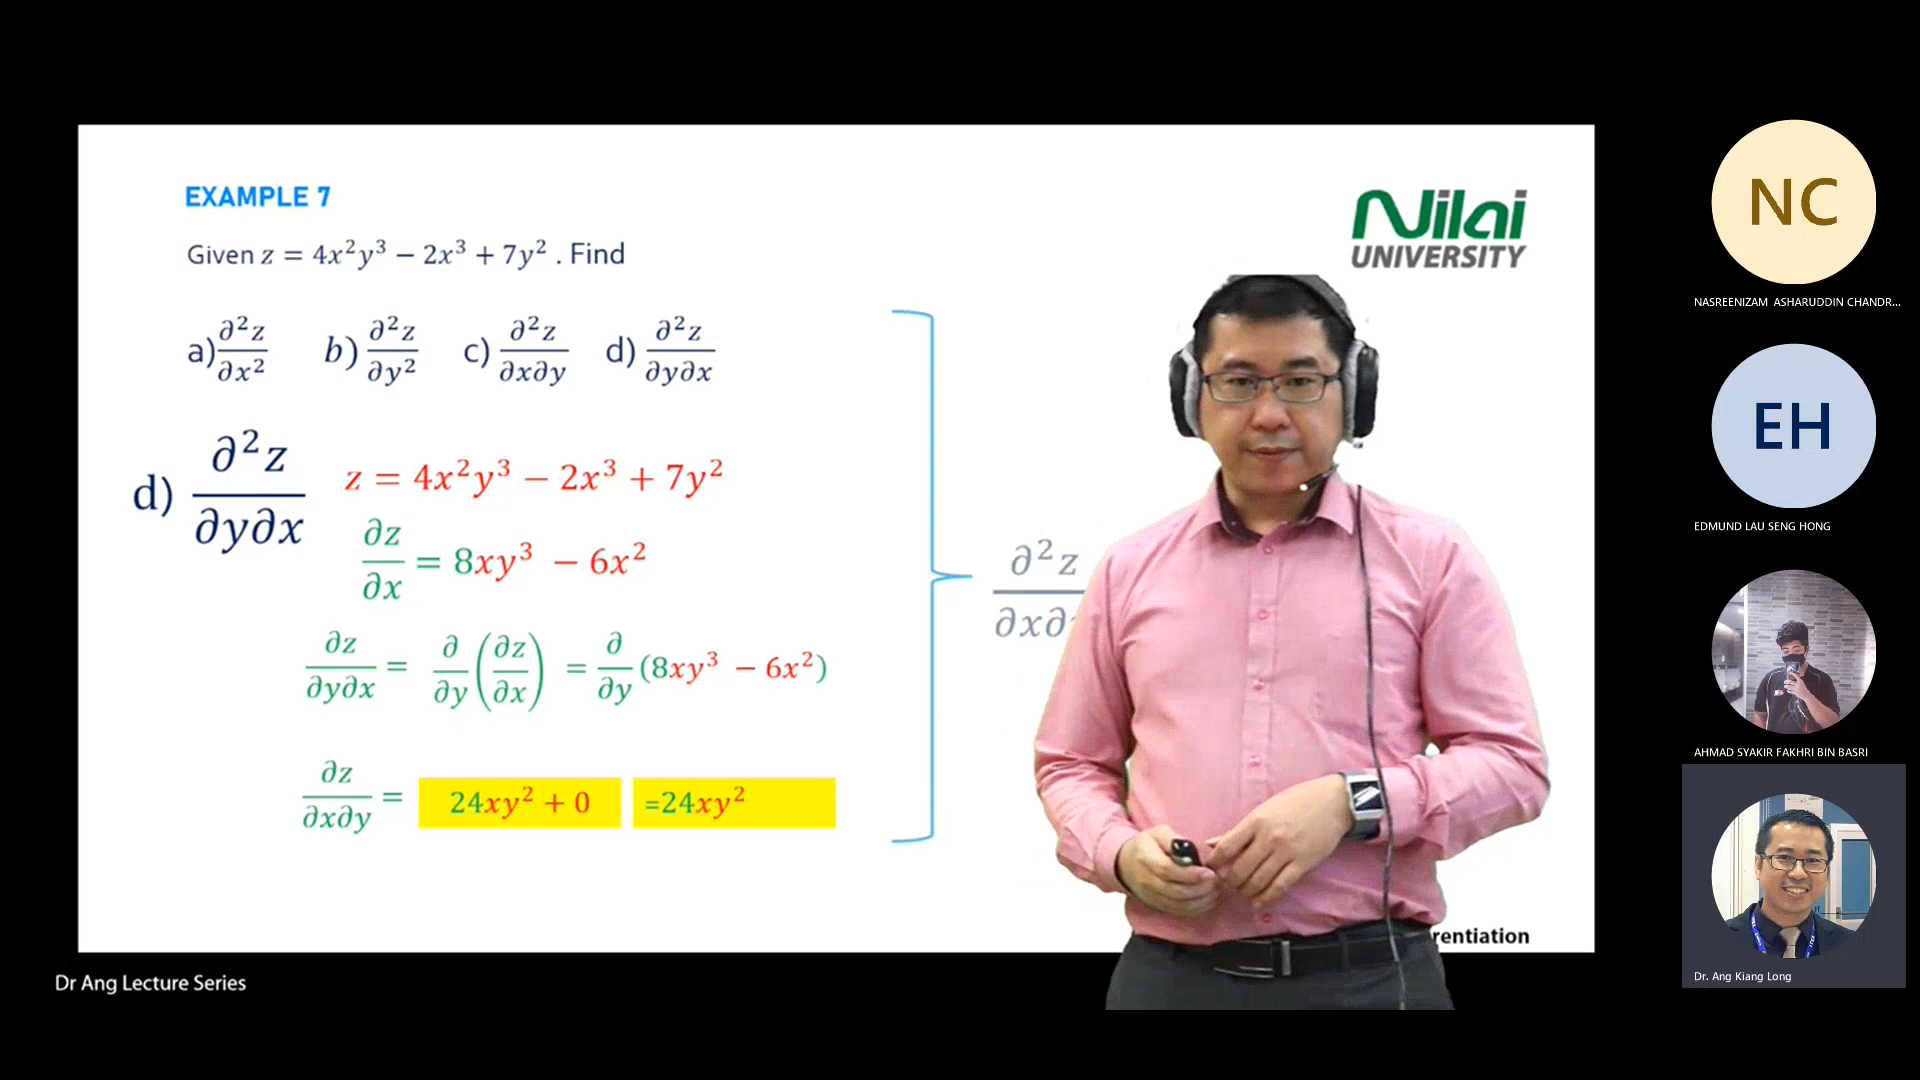 EXAMPLE 7
Nilai
UNIVERSITY
Given z = 4x²y³ − 2x³ + 7y² . Find
a) ∂²z/∂x² b) ∂²z/∂y² c) ∂²z/∂x∂y d) ∂²z/∂y∂x
d) ∂²z/∂y∂x z = 4x²y³ − 2x³ + 7y²
∂z/∂x = 8xy³ − 6x²
∂z/∂y∂x = ∂/∂y (∂z/∂x) = ∂/∂y (8xy³ − 6x²)
∂z/∂x∂y = 24xy² + 0 =24xy²
∂²z/∂x∂
rentiation
Dr Ang Lecture Series
NC
NASREENIZAM ASHARUDDIN CHANDR...
EH
EDMUND LAU SENG HONG
AHMAD SYAKIR FAKHRI BIN BASRI
Dr. Ang Kiang Long